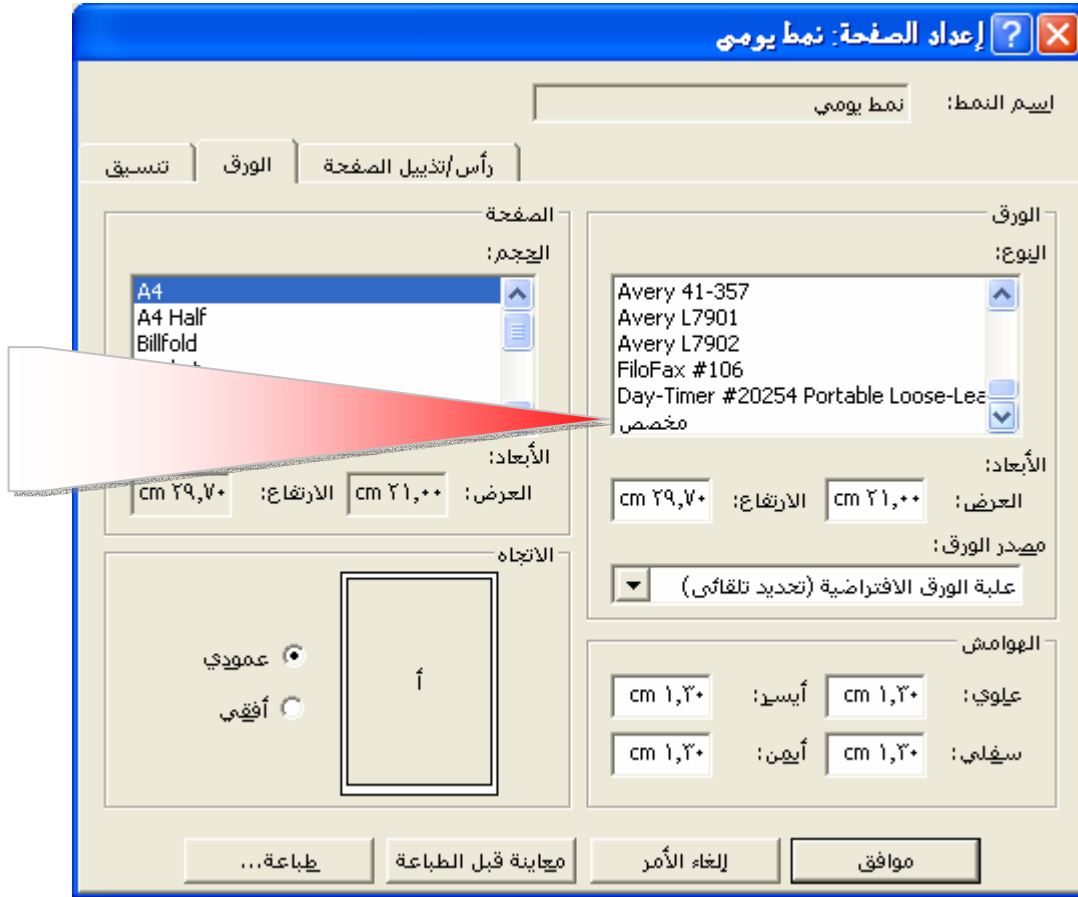 إعداد الصفحة: نمط يومي
اسم النمط: نمط يومي
رأس/تذييل الصفحة
الورق
تنسيق
الورق
النوع:
Avery 41-357
Avery L7901
Avery L7902
FiloFax #106
Day-Timer #20254 Portable Loose-Lea
مخصص
الأبعاد:
العرض: ٢١,٠٠ cm الارتفاع: ٢٩,٧٠ cm
مصدر الورق:
علبة الورق الافتراضية (تحديد تلقائي)
الهوامش
علوي: ١,٣٠ cm أيسر: ١,٣٠ cm
سفلي: ١,٣٠ cm أيمن: ١,٣٠ cm
الصفحة
الحجم:
A4
A4 Half
Billfold
الأبعاد:
العرض: ٢١,٠٠ cm الارتفاع: ٢٩,٧٠ cm
الاتجاه
أ
عمودي
أفقي
موافق
إلغاء الأمر
معاينة قبل الطباعة
طباعة...